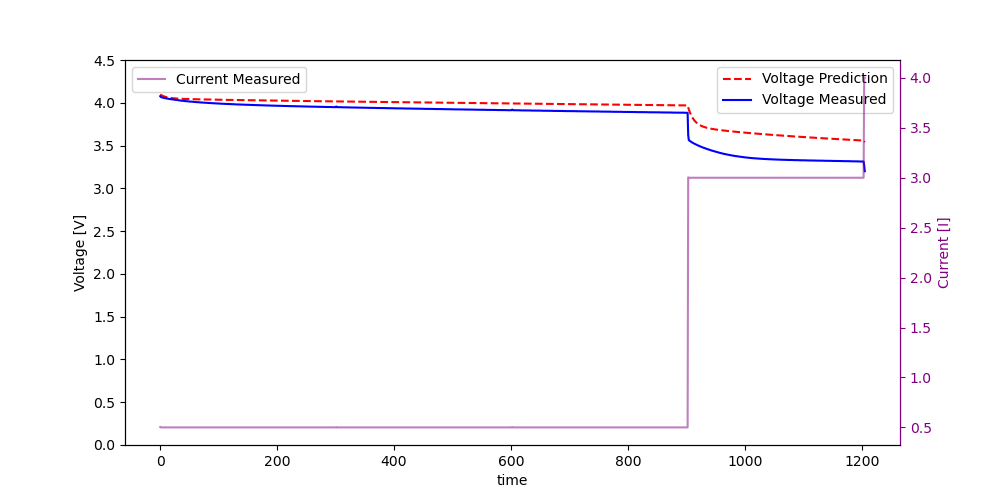 Current Measured
Voltage Prediction
Voltage Measured
Voltage [V]
4.5
4.0
3.5
3.0
2.5
2.0
1.5
1.0
0.5
0.0
4.0
3.5
3.0
2.5
2.0
1.5
1.0
0.5
Current [I]
0 200 400 600 800 1000 1200
time